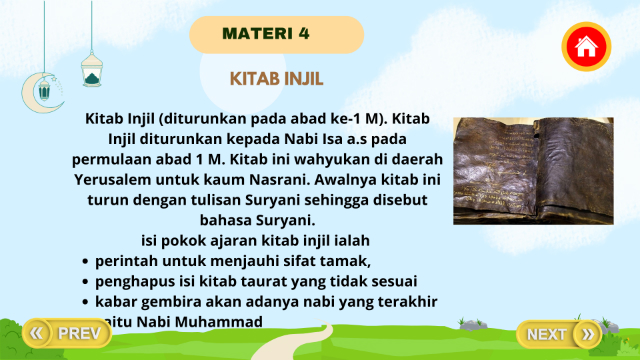 MATERI 4
KITAB INJIL
Kitab Injil (diturunkan pada abad ke-1 M). Kitab
Injil diturunkan kepada Nabi Isa a.s pada
permulaan abad 1 M. Kitab ini wahyukan di daerah
Yerusalem untuk kaum Nasrani. Awalnya kitab ini
turun dengan tulisan Suryani sehingga disebut
bahasa Suryani.
isi pokok ajaran kitab injil ialah
• perintah untuk menjauhi sifat tamak,
• penghapus isi kitab taurat yang tidak sesuai
• kabar gembira akan adanya nabi yang terakhir
Nabi Muhammad
PREV
NEXT